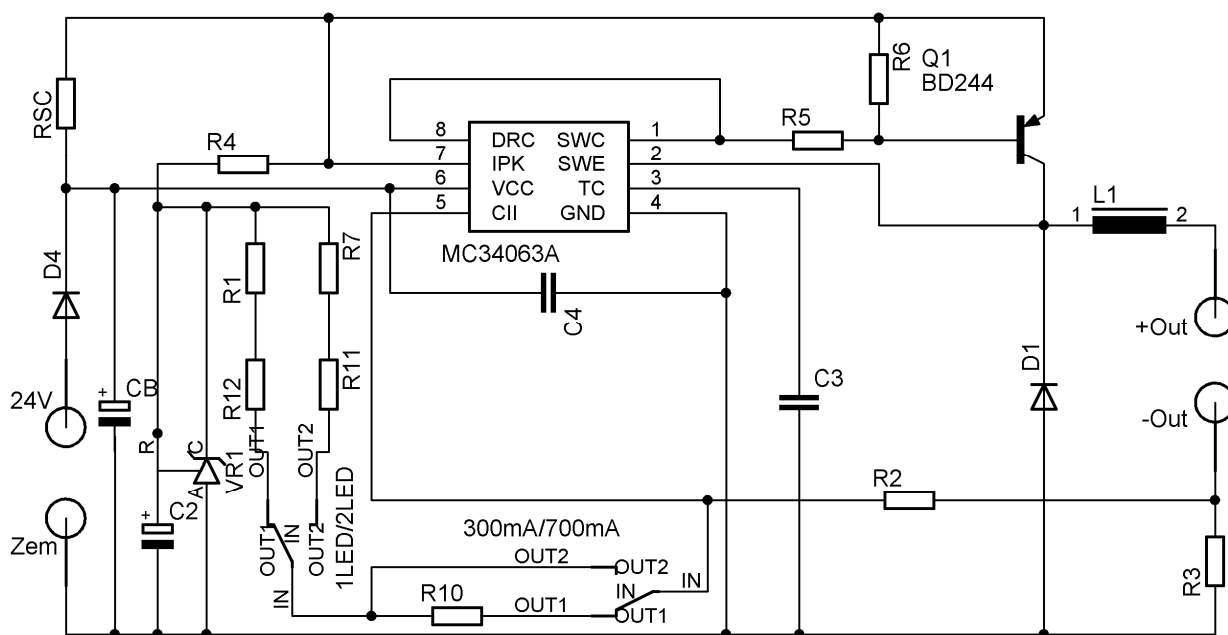 RSC
R4
8
7
6
5
DRC
IPK
VCC
CII
SWC
SWE
TC
GND
1
2
3
4
MC34063A
R5
R6
Q1
BD244
1
L1
2
D4
24V
+
CB
R1
R7
R12
R11
C4
C3
D1
+Out
-Out
R
C
A
VR1
OUT1
OUT2
Zem
+
C2
OUT1
IN
OUT2
1LED/2LED
IN
300mA/700mA
OUT2
OUT2
IN
IN
R10
OUT1
OUT1
R2
R3